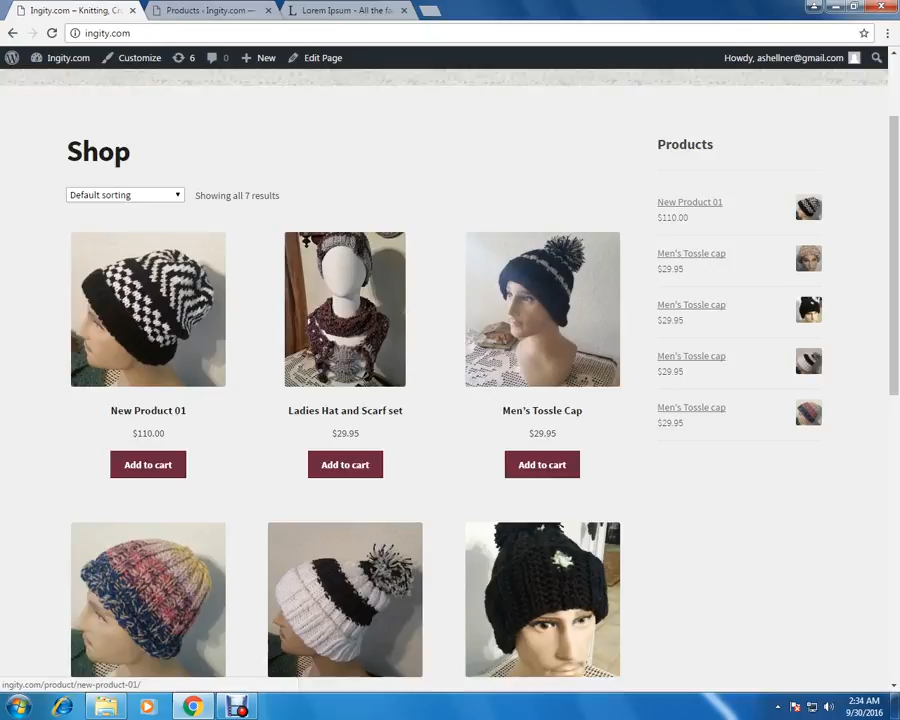 Ingity.com – Knitting, Cr
Products ‹ Ingity.com —
Lorem Ipsum - All the fa
ingity.com
Ingity.com
Customize
6
0
New
Edit Page
Howdy, ashellner@gmail.com
Shop
Default sorting
Showing all 7 results
New Product 01
$110.00
Add to cart
Ladies Hat and Scarf set
$29.95
Add to cart
Men's Tossle Cap
$29.95
Add to cart
Products
New Product 01
$110.00
Men's Tossle cap
$29.95
Men's Tossle cap
$29.95
Men's Tossle cap
$29.95
Men's Tossle cap
$29.95
ingity.com/product/new-product-01/
2:34 AM
9/30/2016